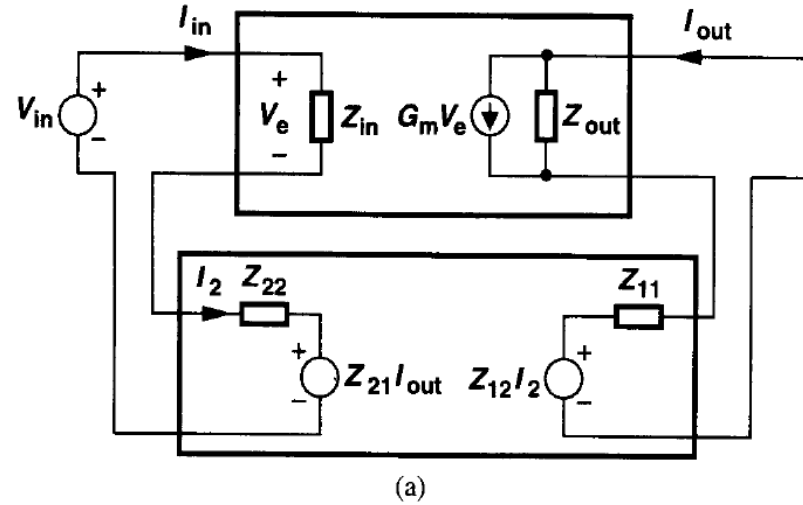 I_in I_out
+ V_in -
+ V_e - Z_in G_mV_e Z_out
I_2 Z_22 Z_11
+ - Z_21I_out Z_12I_2 + -
(a)